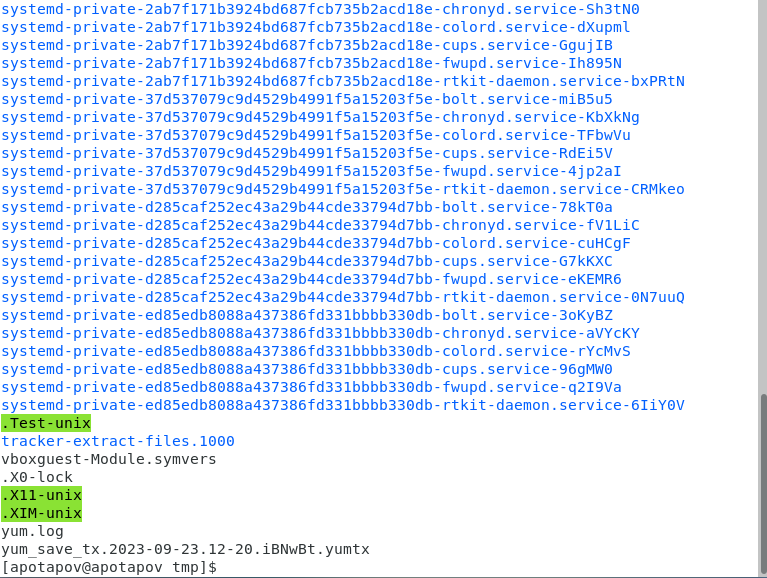 systemd-private-2ab7f171b3924bd687fcb735b2acd18e-chronyd.service-Sh3tN0
systemd-private-2ab7f171b3924bd687fcb735b2acd18e-colord.service-dXupml
systemd-private-2ab7f171b3924bd687fcb735b2acd18e-cups.service-GgujIB
systemd-private-2ab7f171b3924bd687fcb735b2acd18e-fwupd.service-Ih895N
systemd-private-2ab7f171b3924bd687fcb735b2acd18e-rtkit-daemon.service-bxPRtN
systemd-private-37d537079c9d4529b4991f5a15203f5e-bolt.service-miB5u5
systemd-private-37d537079c9d4529b4991f5a15203f5e-chronyd.service-KbXkNg
systemd-private-37d537079c9d4529b4991f5a15203f5e-colord.service-TFbwVu
systemd-private-37d537079c9d4529b4991f5a15203f5e-cups.service-RdEi5V
systemd-private-37d537079c9d4529b4991f5a15203f5e-fwupd.service-4jp2aI
systemd-private-37d537079c9d4529b4991f5a15203f5e-rtkit-daemon.service-CRMkeo
systemd-private-d285caf252ec43a29b44cde33794d7bb-bolt.service-78kT0a
systemd-private-d285caf252ec43a29b44cde33794d7bb-chronyd.service-fV1LiC
systemd-private-d285caf252ec43a29b44cde33794d7bb-colord.service-cuHCgF
systemd-private-d285caf252ec43a29b44cde33794d7bb-cups.service-G7kKXC
systemd-private-d285caf252ec43a29b44cde33794d7bb-fwupd.service-eKEMR6
systemd-private-d285caf252ec43a29b44cde33794d7bb-rtkit-daemon.service-0N7uuQ
systemd-private-ed85edb8088a437386fd331bbbb330db-bolt.service-3oKyBZ
systemd-private-ed85edb8088a437386fd331bbbb330db-chronyd.service-aVYcKY
systemd-private-ed85edb8088a437386fd331bbbb330db-colord.service-rYcMvS
systemd-private-ed85edb8088a437386fd331bbbb330db-cups.service-96gMW0
systemd-private-ed85edb8088a437386fd331bbbb330db-fwupd.service-q2I9Va
systemd-private-ed85edb8088a437386fd331bbbb330db-rtkit-daemon.service-6IiY0V
.Test-unix
tracker-extract-files.1000
vboxguest-Module.symvers
.X0-lock
.X11-unix
.XIM-unix
yum.log
yum_save_tx.2023-09-23.12-20.iBNwBt.yumtx
[apotapov@apotapov tmp]$